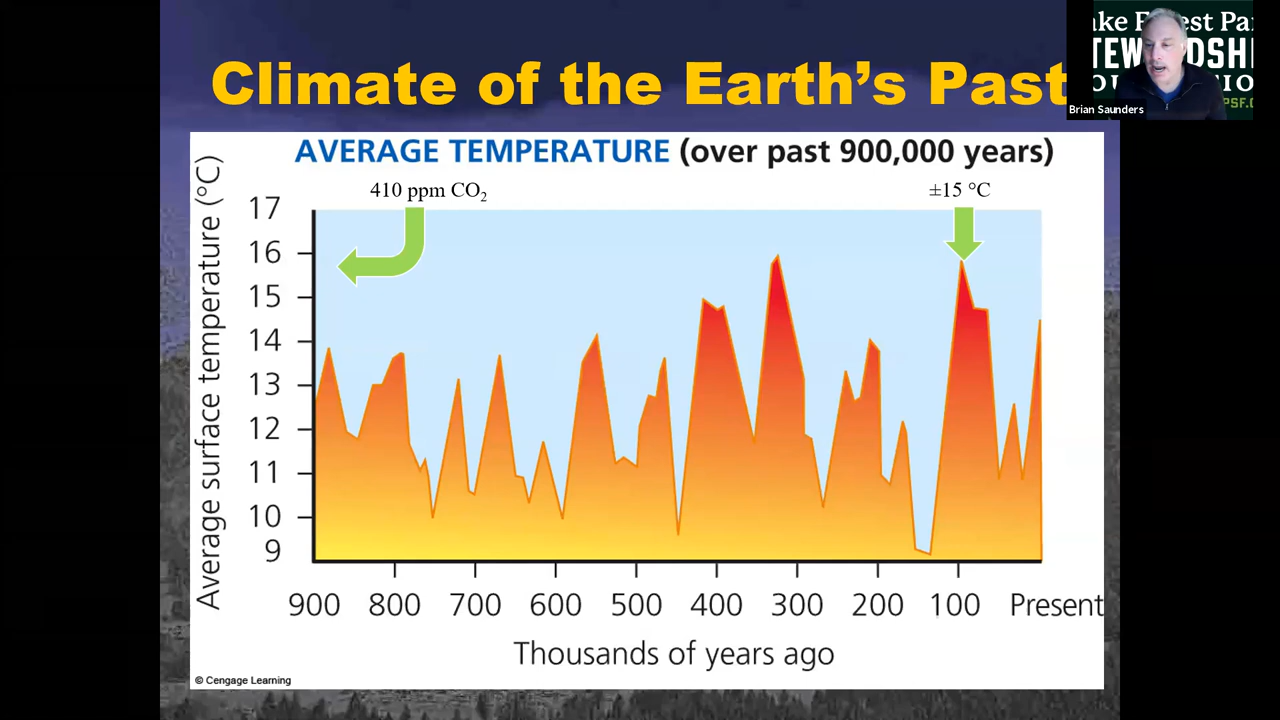 Climate of the Earth's Past
AVERAGE TEMPERATURE (over past 900,000 years)
410 ppm CO₂
±15 °C
Average surface temperature (°C)
17
16
15
14
13
12
11
10
9
900 800 700 600 500 400 300 200 100 Present
Thousands of years ago
© Cengage Learning
Brian Saunders